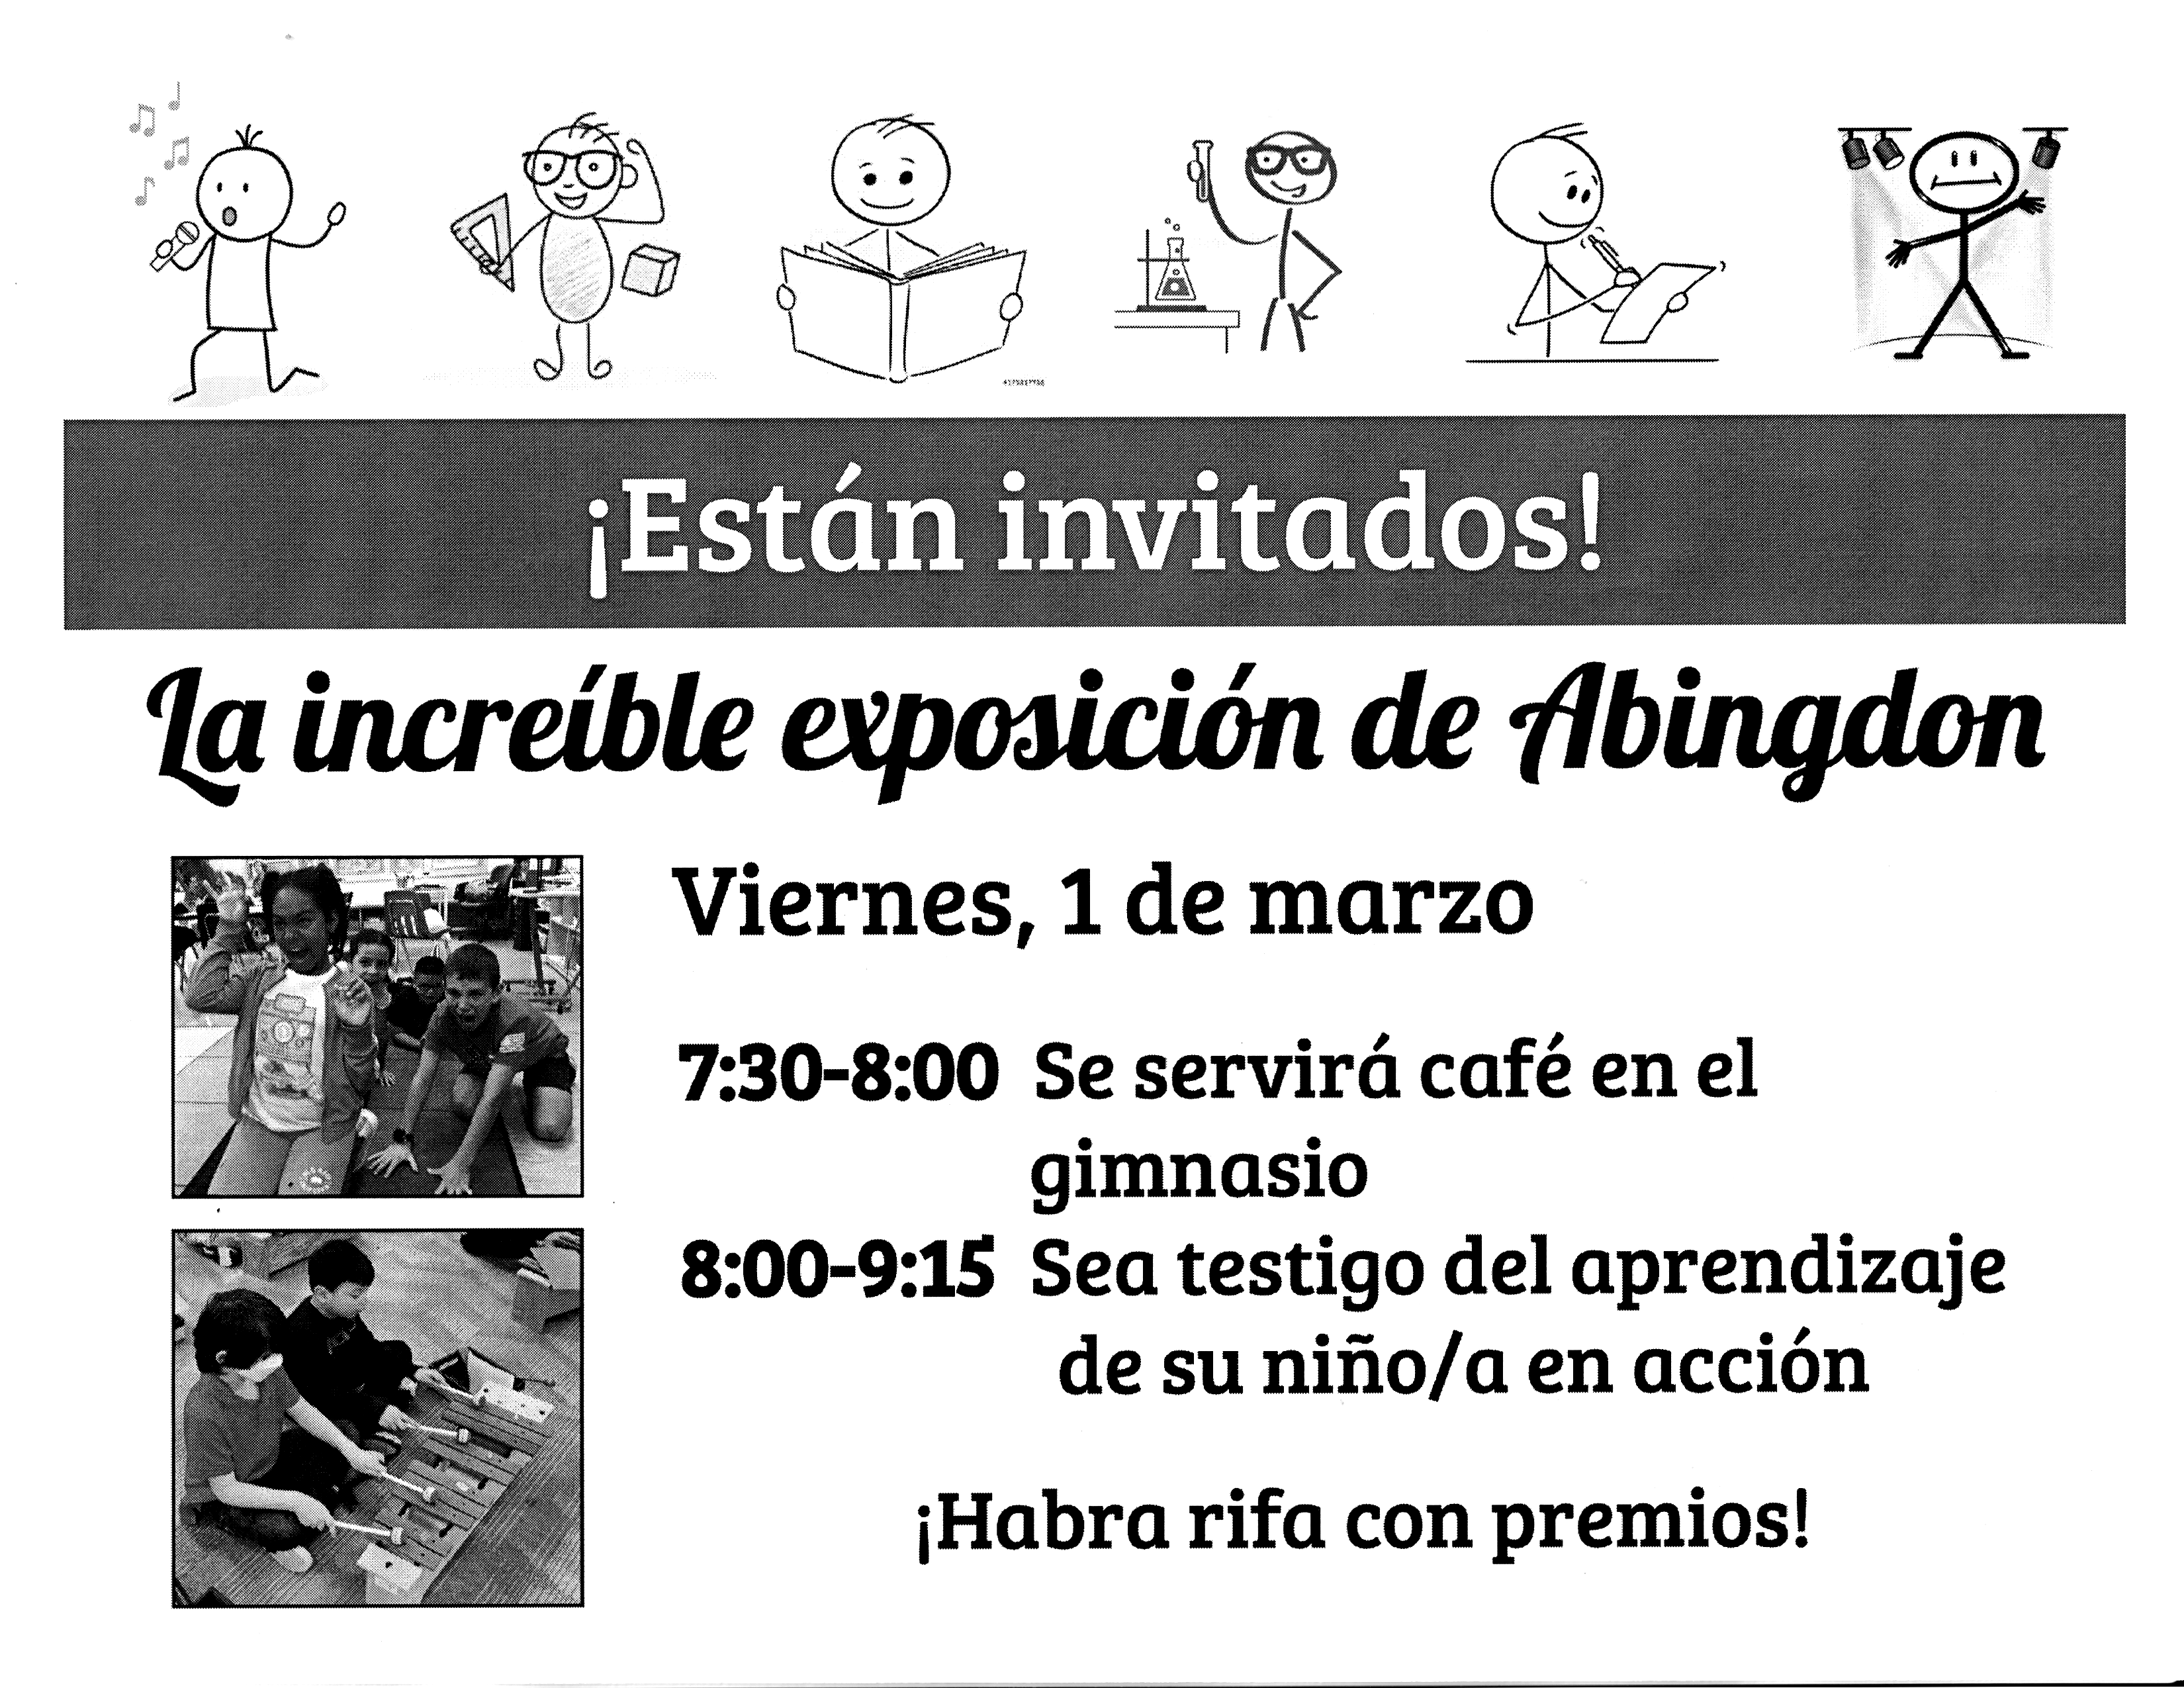 ¡Están invitados!
La increíble exposición de Abingdon
Viernes, 1 de marzo
7:30-8:00 Se servirá café en el
gimnasio
8:00-9:15 Sea testigo del aprendizaje
de su niño/a en acción
¡Habra rifa con premios!